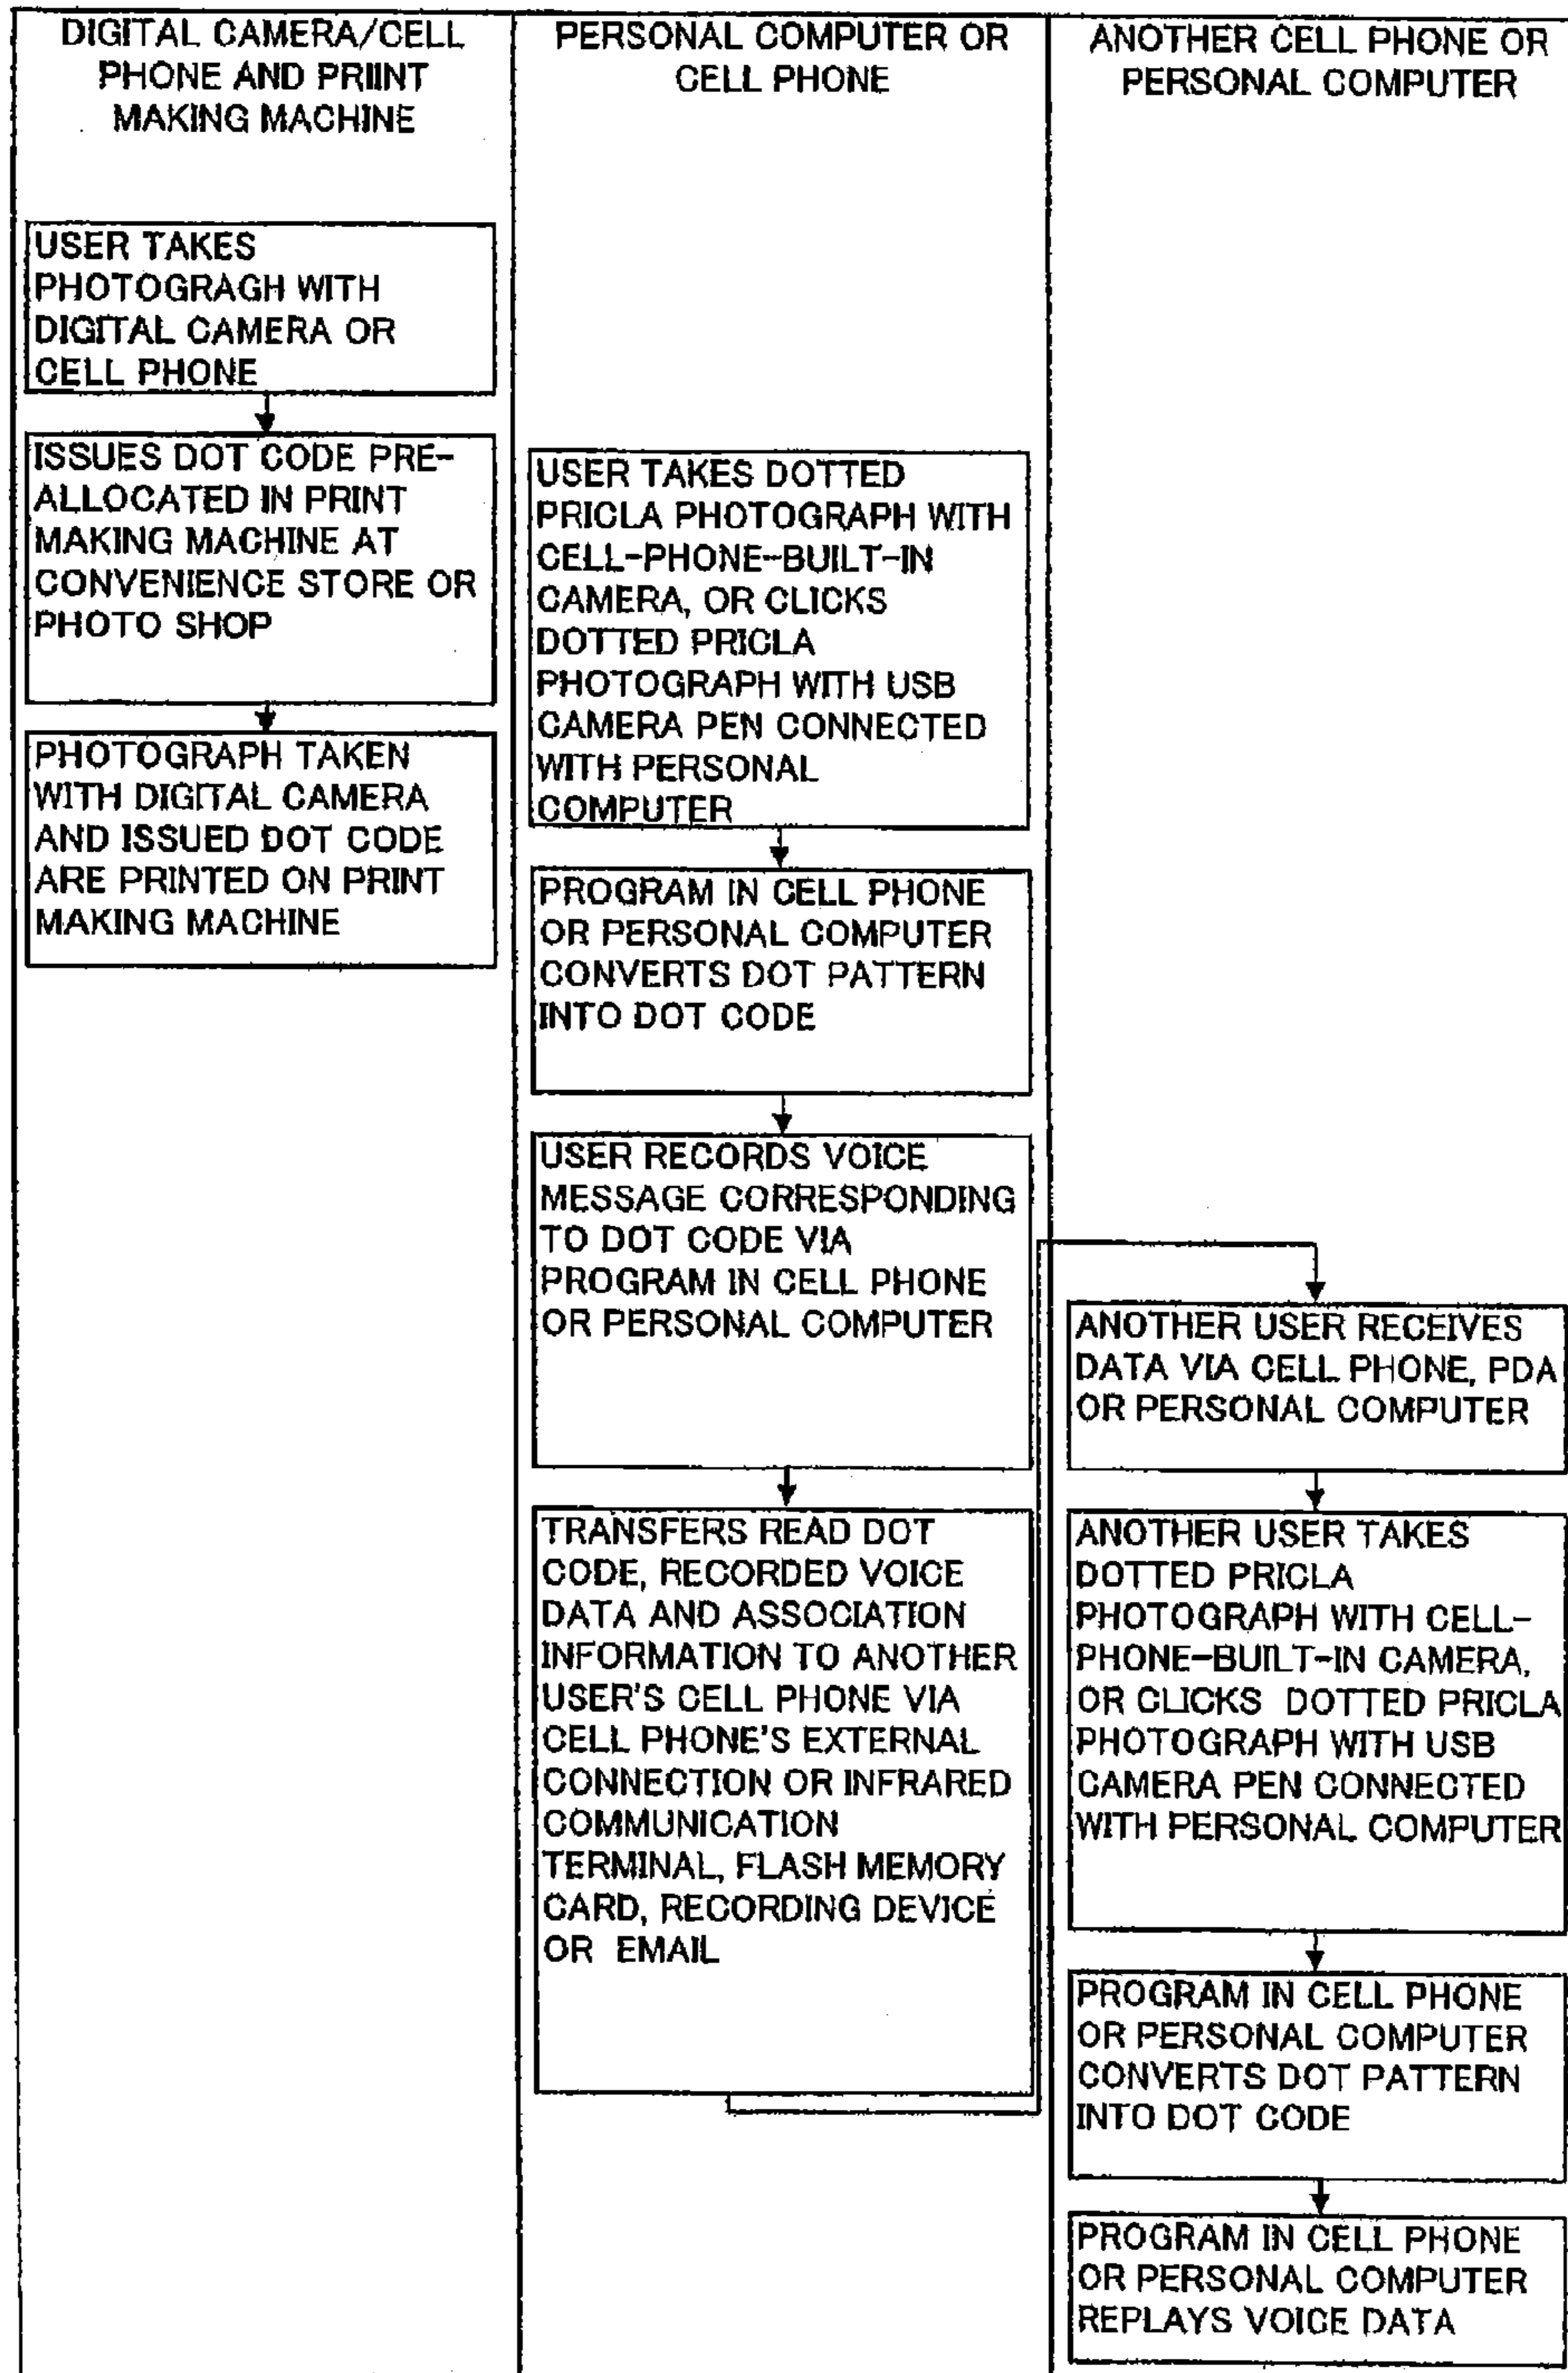 DIGITAL CAMERA/CELL
PHONE AND PRIINT
MAKING MACHINE
USER TAKES
PHOTOGRAGH WITH
DIGITAL CAMERA OR
CELL PHONE
ISSUES DOT CODE PRE-
ALLOCATED IN PRINT
MAKING MACHINE AT
CONVENIENCE STORE OR
PHOTO SHOP
PHOTOGRAPH TAKEN
WITH DIGITAL CAMERA
AND ISSUED DOT CODE
ARE PRINTED ON PRINT
MAKING MACHINE
PERSONAL COMPUTER OR
CELL PHONE
USER TAKES DOTTED
PRICLA PHOTOGRAPH WITH
CELL-PHONE-BUILT-IN
CAMERA, OR CLICKS
DOTTED PRICLA
PHOTOGRAPH WITH USB
CAMERA PEN CONNECTED
WITH PERSONAL
COMPUTER
PROGRAM IN CELL PHONE
OR PERSONAL COMPUTER
CONVERTS DOT PATTERN
INTO DOT CODE
USER RECORDS VOICE
MESSAGE CORRESPONDING
TO DOT CODE VIA
PROGRAM IN CELL PHONE
OR PERSONAL COMPUTER
TRANSFERS READ DOT
CODE, RECORDED VOICE
DATA AND ASSOCIATION
INFORMATION TO ANOTHER
USER'S CELL PHONE VIA
CELL PHONE'S EXTERNAL
CONNECTION OR INFRARED
COMMUNICATION
TERMINAL, FLASH MEMORY
CARD, RECORDING DEVICE
OR EMAIL
ANOTHER CELL PHONE OR
PERSONAL COMPUTER
ANOTHER USER RECEIVES
DATA VIA CELL PHONE, PDA
OR PERSONAL COMPUTER
ANOTHER USER TAKES
DOTTED PRICLA
PHOTOGRAPH WITH CELL-
PHONE-BUILT-IN CAMERA,
OR CLICKS DOTTED PRICLA
PHOTOGRAPH WITH USB
CAMERA PEN CONNECTED
WITH PERSONAL COMPUTER
PROGRAM IN CELL PHONE
OR PERSONAL COMPUTER
CONVERTS DOT PATTERN
INTO DOT CODE
PROGRAM IN CELL PHONE
OR PERSONAL COMPUTER
REPLAYS VOICE DATA